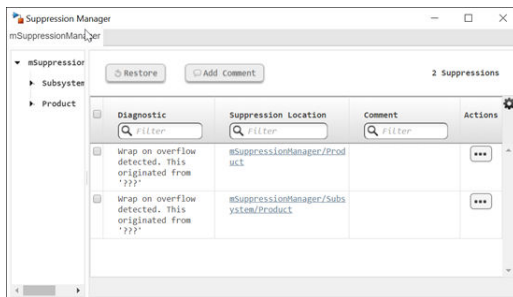 Suppression Manager
mSuppressionManager
mSuppression
Subsystem
Product
Restore
Add Comment
2 Suppressions
Diagnostic
Suppression Location
Comment
Actions
Filter
Filter
Filter
Wrap on overflow
detected. This
originated from
'???'
mSuppressionManager/Prod
uct
Wrap on overflow
detected. This
originated from
'???'
mSuppressionManager/Subs
ystem/Product